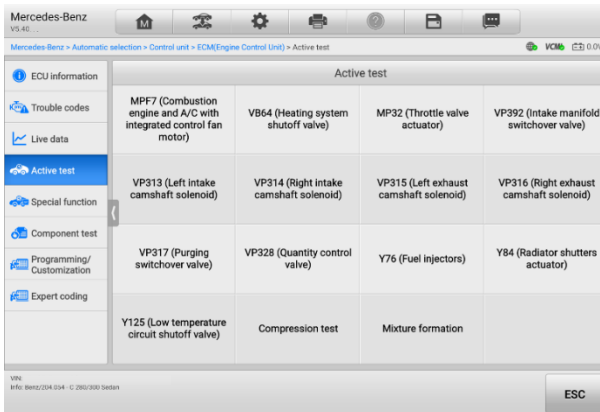 Mercedes-Benz
V5.40...
Mercedes-Benz > Automatic selection > Control unit > ECM(Engine Control Unit) > Active test
VCMI
0.0V
ECU information
Trouble codes
Live data
Active test
Special function
Component test
Programming/
Customization
Expert coding
Active test
MPF7 (Combustion
engine and A/C with
integrated control fan
motor)
VB64 (Heating system
shutoff valve)
MP32 (Throttle valve
actuator)
VP392 (Intake manifold
switchover valve)
VP313 (Left intake
camshaft solenoid)
VP314 (Right intake
camshaft solenoid)
VP315 (Left exhaust
camshaft solenoid)
VP316 (Right exhaust
camshaft solenoid)
VP317 (Purging
switchover valve)
VP328 (Quantity control
valve)
Y76 (Fuel injectors)
Y84 (Radiator shutters
actuator)
Y125 (Low temperature
circuit shutoff valve)
Compression test
Mixture formation
VIN:
Info: Benz/204.054 - C 280/300 Sedan
ESC